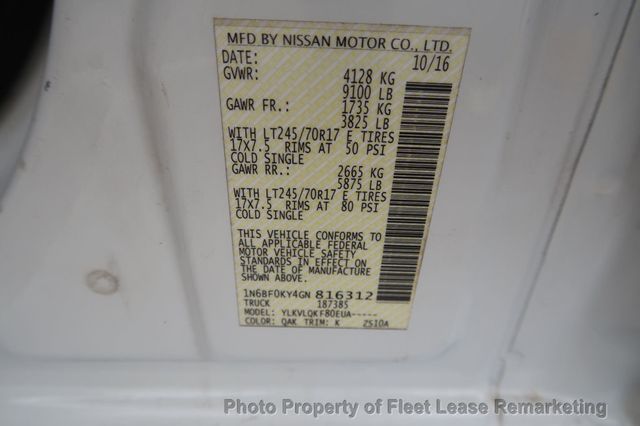 MFD BY NISSAN MOTOR CO., LTD.
DATE: 10/16
GVWR: 4128 KG
9100 LB
GAWR FR.: 1735 KG
3825 LB
WITH LT245/70R17 E TIRES
17X7.5 RIMS AT 50 PSI
COLD SINGLE
GAWR RR.: 2665 KG
5875 LB
WITH LT245/70R17 E TIRES
17X7.5 RIMS AT 80 PSI
COLD SINGLE
THIS VEHICLE CONFORMS TO
ALL APPLICABLE FEDERAL
MOTOR VEHICLE SAFETY
STANDARDS IN EFFECT ON
THE DATE OF MANUFACTURE
SHOWN ABOVE.
1N6BF0KY4GN 816312
TRUCK 187385
MODEL: YLKVLQKF80EUA-----
COLOR: QAK TRIM: K ZS10A
Photo Property of Fleet Lease Remarketing